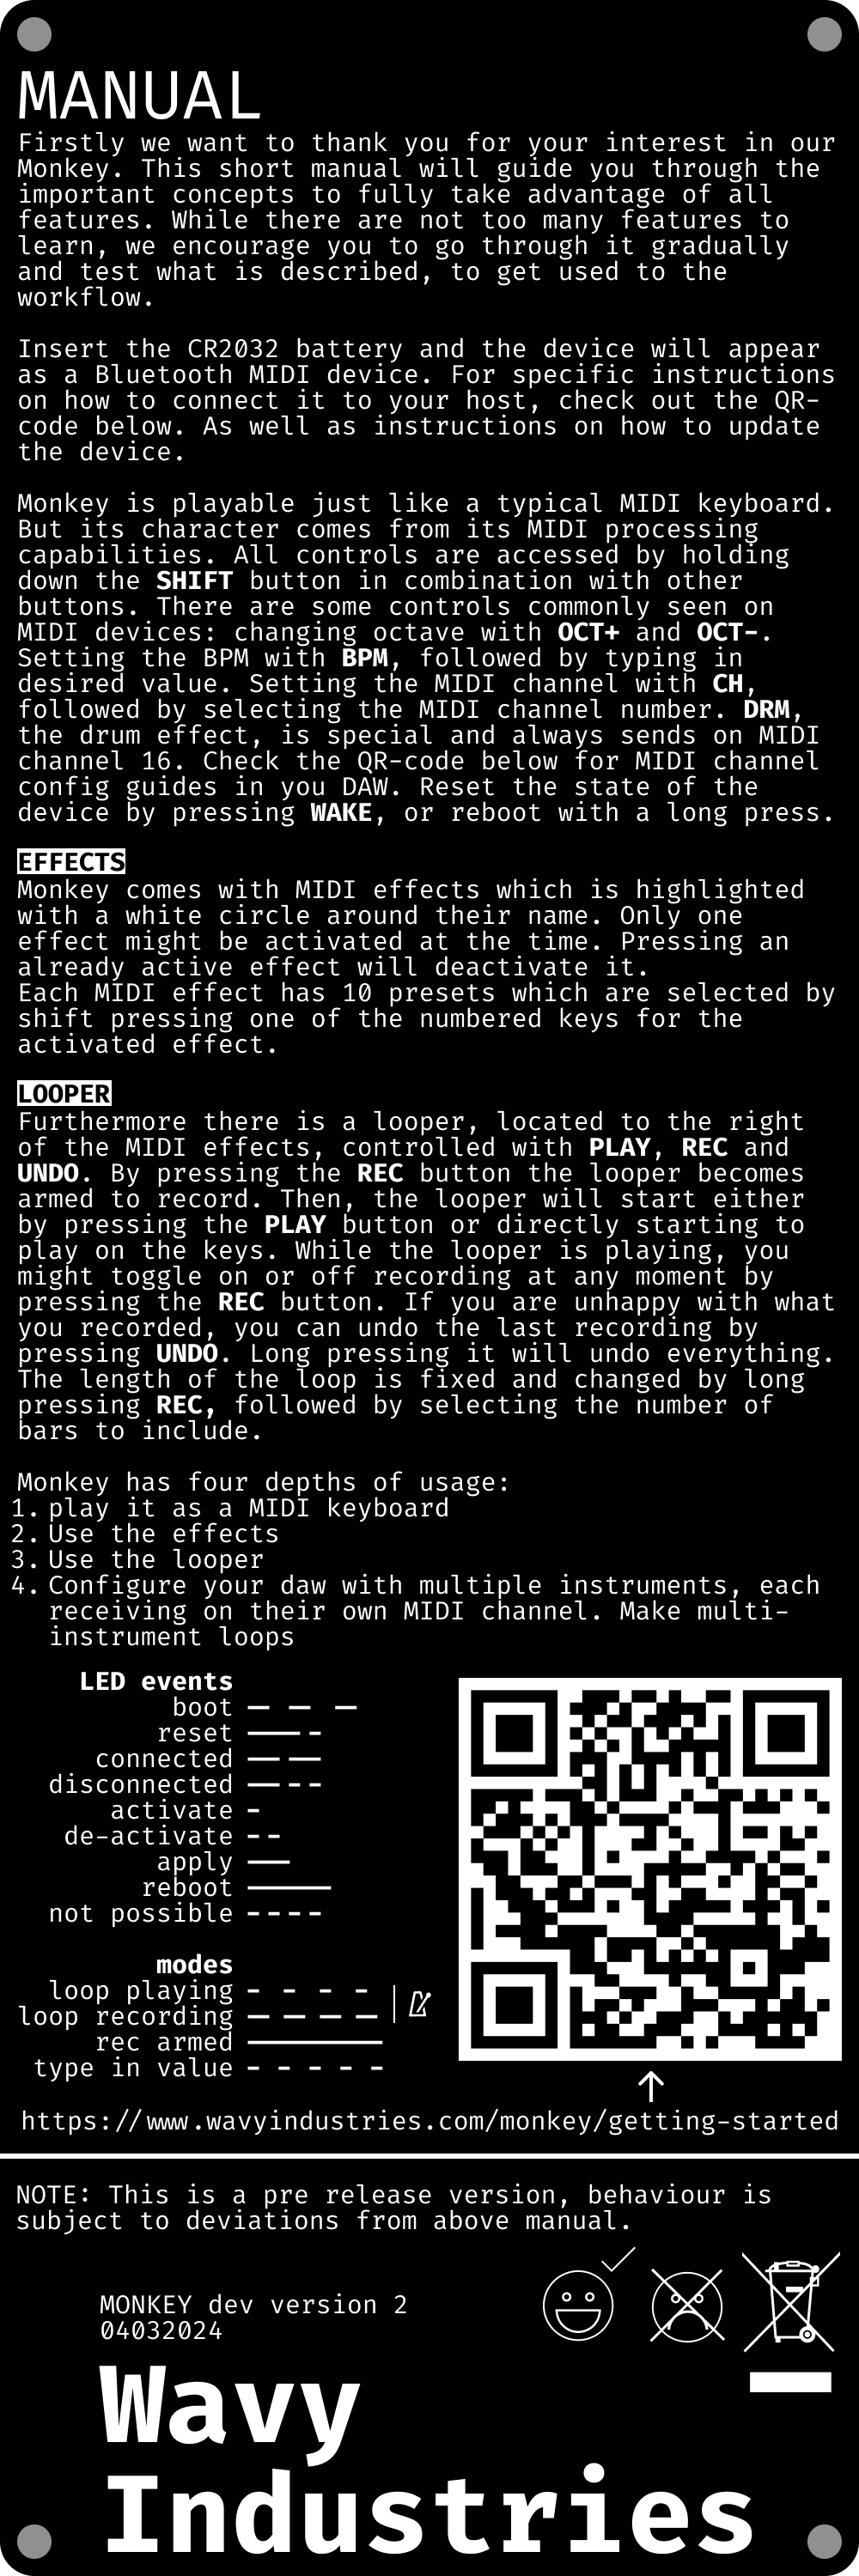 MANUAL
Firstly we want to thank you for your interest in our
Monkey. This short manual will guide you through the
important concepts to fully take advantage of all
features. While there are not too many features to
learn, we encourage you to go through it gradually
and test what is described, to get used to the
workflow.
Insert the CR2032 battery and the device will appear
as a Bluetooth MIDI device. For specific instructions
on how to connect it to your host, check out the QR-
code below. As well as instructions on how to update
the device.
Monkey is playable just like a typical MIDI keyboard.
But its character comes from its MIDI processing
capabilities. All controls are accessed by holding
down the SHIFT button in combination with other
buttons. There are some controls commonly seen on
MIDI devices: changing octave with OCT+ and OCT-.
Setting the BPM with BPM, followed by typing in
desired value. Setting the MIDI channel with CH,
followed by selecting the MIDI channel number. DRM,
the drum effect, is special and always sends on MIDI
channel 16. Check the QR-code below for MIDI channel
config guides in you DAW. Reset the state of the
device by pressing WAKE, or reboot with a long press.
EFFECTS
Monkey comes with MIDI effects which is highlighted
with a white circle around their name. Only one
effect might be activated at the time. Pressing an
already active effect will deactivate it.
Each MIDI effect has 10 presets which are selected by
shift pressing one of the numbered keys for the
activated effect.
LOOPER
Furthermore there is a looper, located to the right
of the MIDI effects, controlled with PLAY, REC and
UNDO. By pressing the REC button the looper becomes
armed to record. Then, the looper will start either
by pressing the PLAY button or directly starting to
play on the keys. While the looper is playing, you
might toggle on or off recording at any moment by
pressing the REC button. If you are unhappy with what
you recorded, you can undo the last recording by
pressing UNDO. Long pressing it will undo everything.
The length of the loop is fixed and changed by long
pressing REC, followed by selecting the number of
bars to include.
Monkey has four depths of usage:
1. play it as a MIDI keyboard
2. Use the effects
3. Use the looper
4. Configure your daw with multiple instruments, each
receiving on their own MIDI channel. Make multi-
instrument loops
LED events
boot
reset
connected
disconnected
activate
de-activate
apply
reboot
not possible
modes
loop playing
loop recording
rec armed
type in value
https://www.wavyindustries.com/monkey/getting-started
NOTE: This is a pre release version, behaviour is
subject to deviations from above manual.
MONKEY dev version 2
04032024
Wavy
Industries